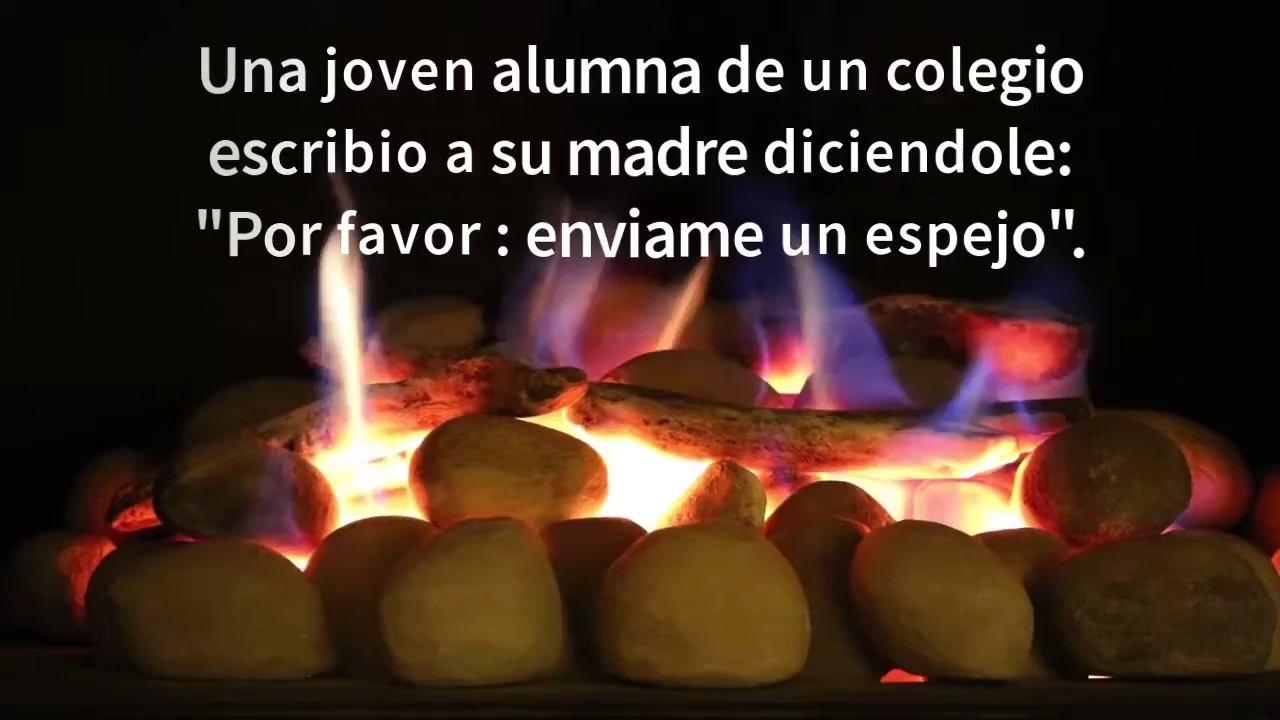 Una joven alumna de un colegio
escribio a su madre diciendole:
"Por favor : enviame un espejo".